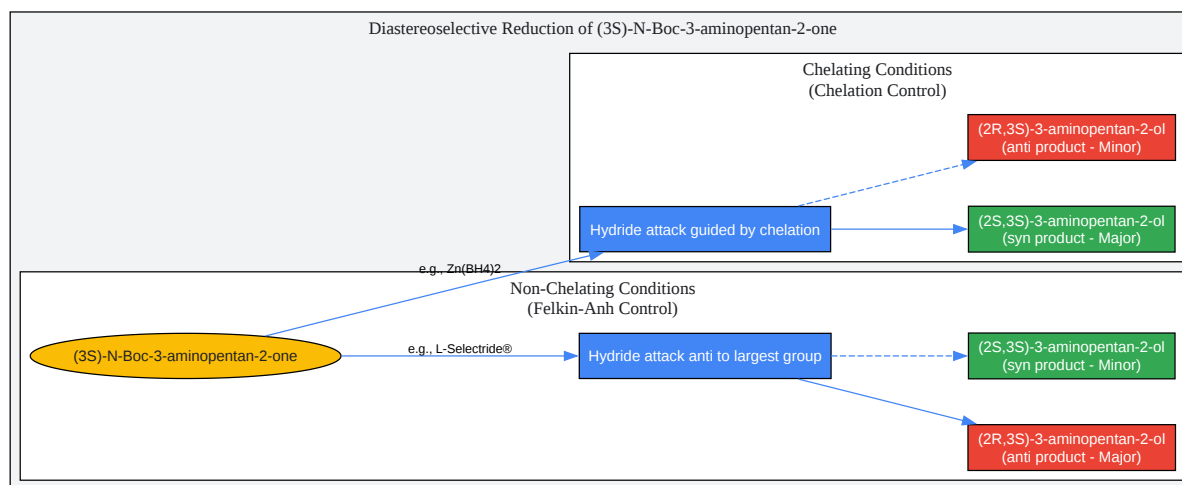 Diastereoselective Reduction of (3S)-N-Boc-3-aminopentan-2-one
Chelating Conditions
(Chelation Control)
(2R,3S)-3-aminopentan-2-ol
(anti product - Minor)
Hydride attack guided by chelation
(2S,3S)-3-aminopentan-2-ol
(syn product - Major)
e.g., Zn(BH4)2
Non-Chelating Conditions
(Felkin-Anh Control)
(3S)-N-Boc-3-aminopentan-2-one
e.g., L-Selectride®
Hydride attack anti to largest group
(2S,3S)-3-aminopentan-2-ol
(syn product - Minor)
(2R,3S)-3-aminopentan-2-ol
(anti product - Major)